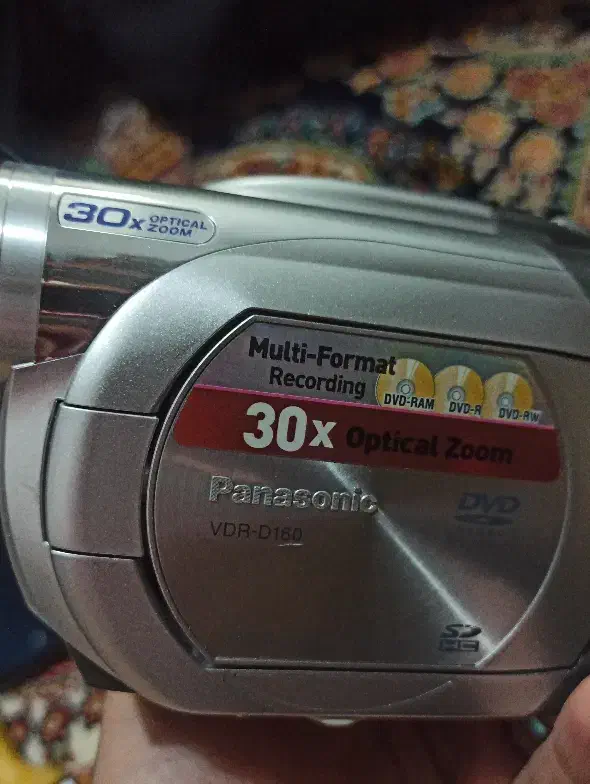 30x OPTICAL
ZOOM
Multi-Format
Recording
DVD-RAM DVD-R DVD-RW
30x Optical Zoom
Panasonic
DVD
VDR-D160
SD
HC